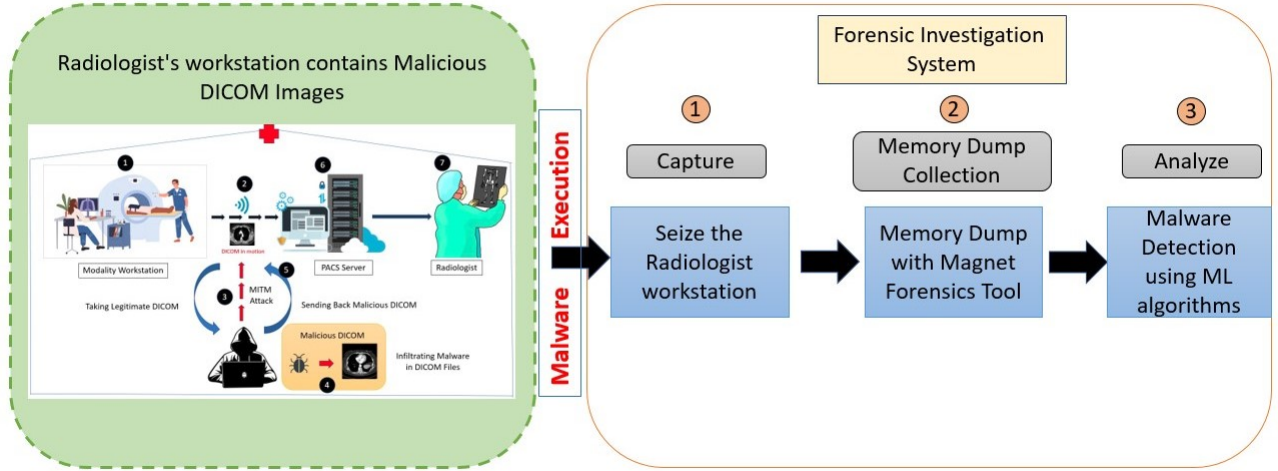 Radiologist's workstation contains Malicious
DICOM Images
1
2
6
7
DICOM in motion
Modality Workstation
PACS Server
Radiologist
5
3
MITM
Attack
Taking Legitimate DICOM
Sending Back Malicious DICOM
Malicious DICOM
4
Infiltrating Malware
in DICOM Files
Malware Execution
Forensic Investigation
System
1
2
3
Capture
Memory Dump
Collection
Analyze
Seize the
Radiologist
workstation
Memory Dump
with Magnet
Forensics Tool
Malware
Detection
using ML
algorithms